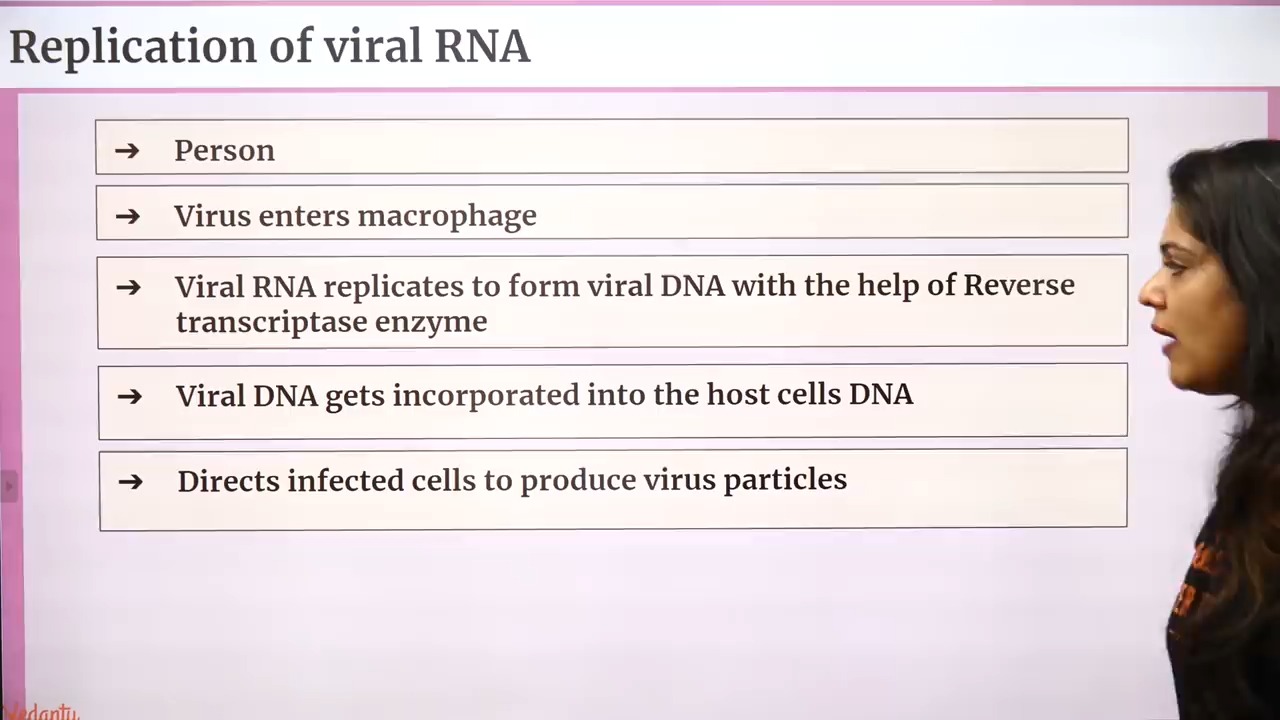 Replication of viral RNA
→ Person
→ Virus enters macrophage
→ Viral RNA replicates to form viral DNA with the help of Reverse
transcriptase enzyme
→ Viral DNA gets incorporated into the host cells DNA
→ Directs infected cells to produce virus particles
Vedantu